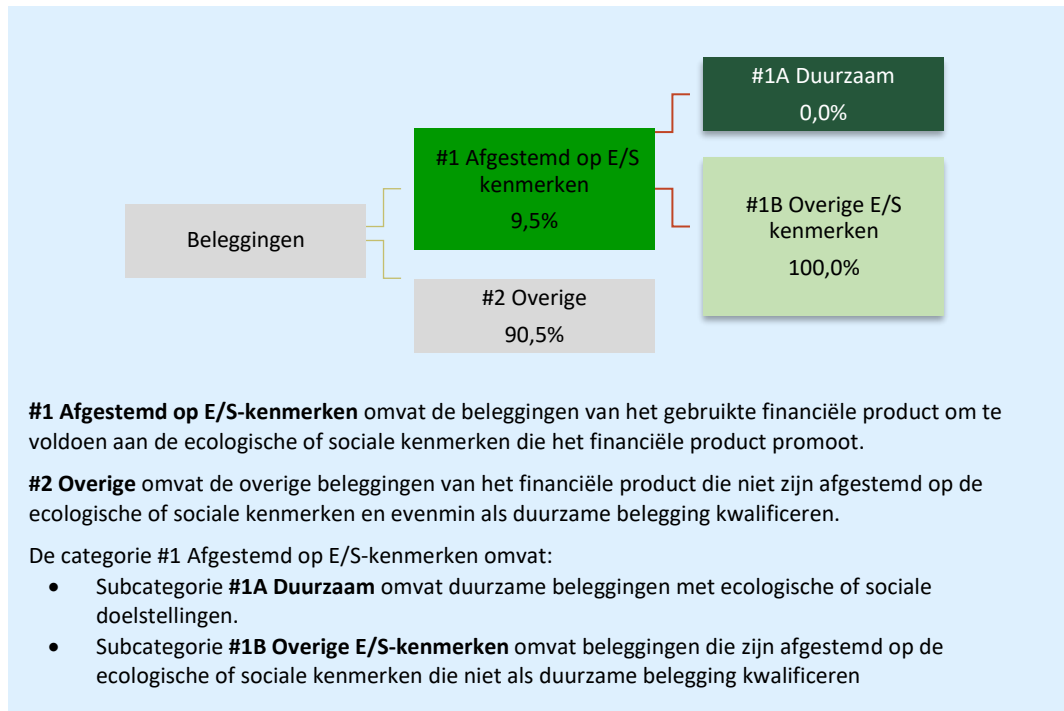 #1A Duurzaam
0,0%
#1 Afgestemd op E/S
kenmerken
9,5%
#1B Overige E/S
kenmerken
100,0%
Beleggingen
#2 Overige
90,5%
#1 Afgestemd op E/S-kenmerken omvat de beleggingen van het gebruikte financiële product om te
voldoen aan de ecologische of sociale kenmerken die het financiële product promoot.
#2 Overige omvat de overige beleggingen van het financiële product die niet zijn afgestemd op de
ecologische of sociale kenmerken en evenmin als duurzame belegging kwalificeren.
De categorie #1 Afgestemd op E/S-kenmerken omvat:
• Subcategorie #1A Duurzaam omvat duurzame beleggingen met ecologische of sociale
doelstellingen.
• Subcategorie #1B Overige E/S-kenmerken omvat beleggingen die zijn afgestemd op de
ecologische of sociale kenmerken die niet als duurzame belegging kwalificeren